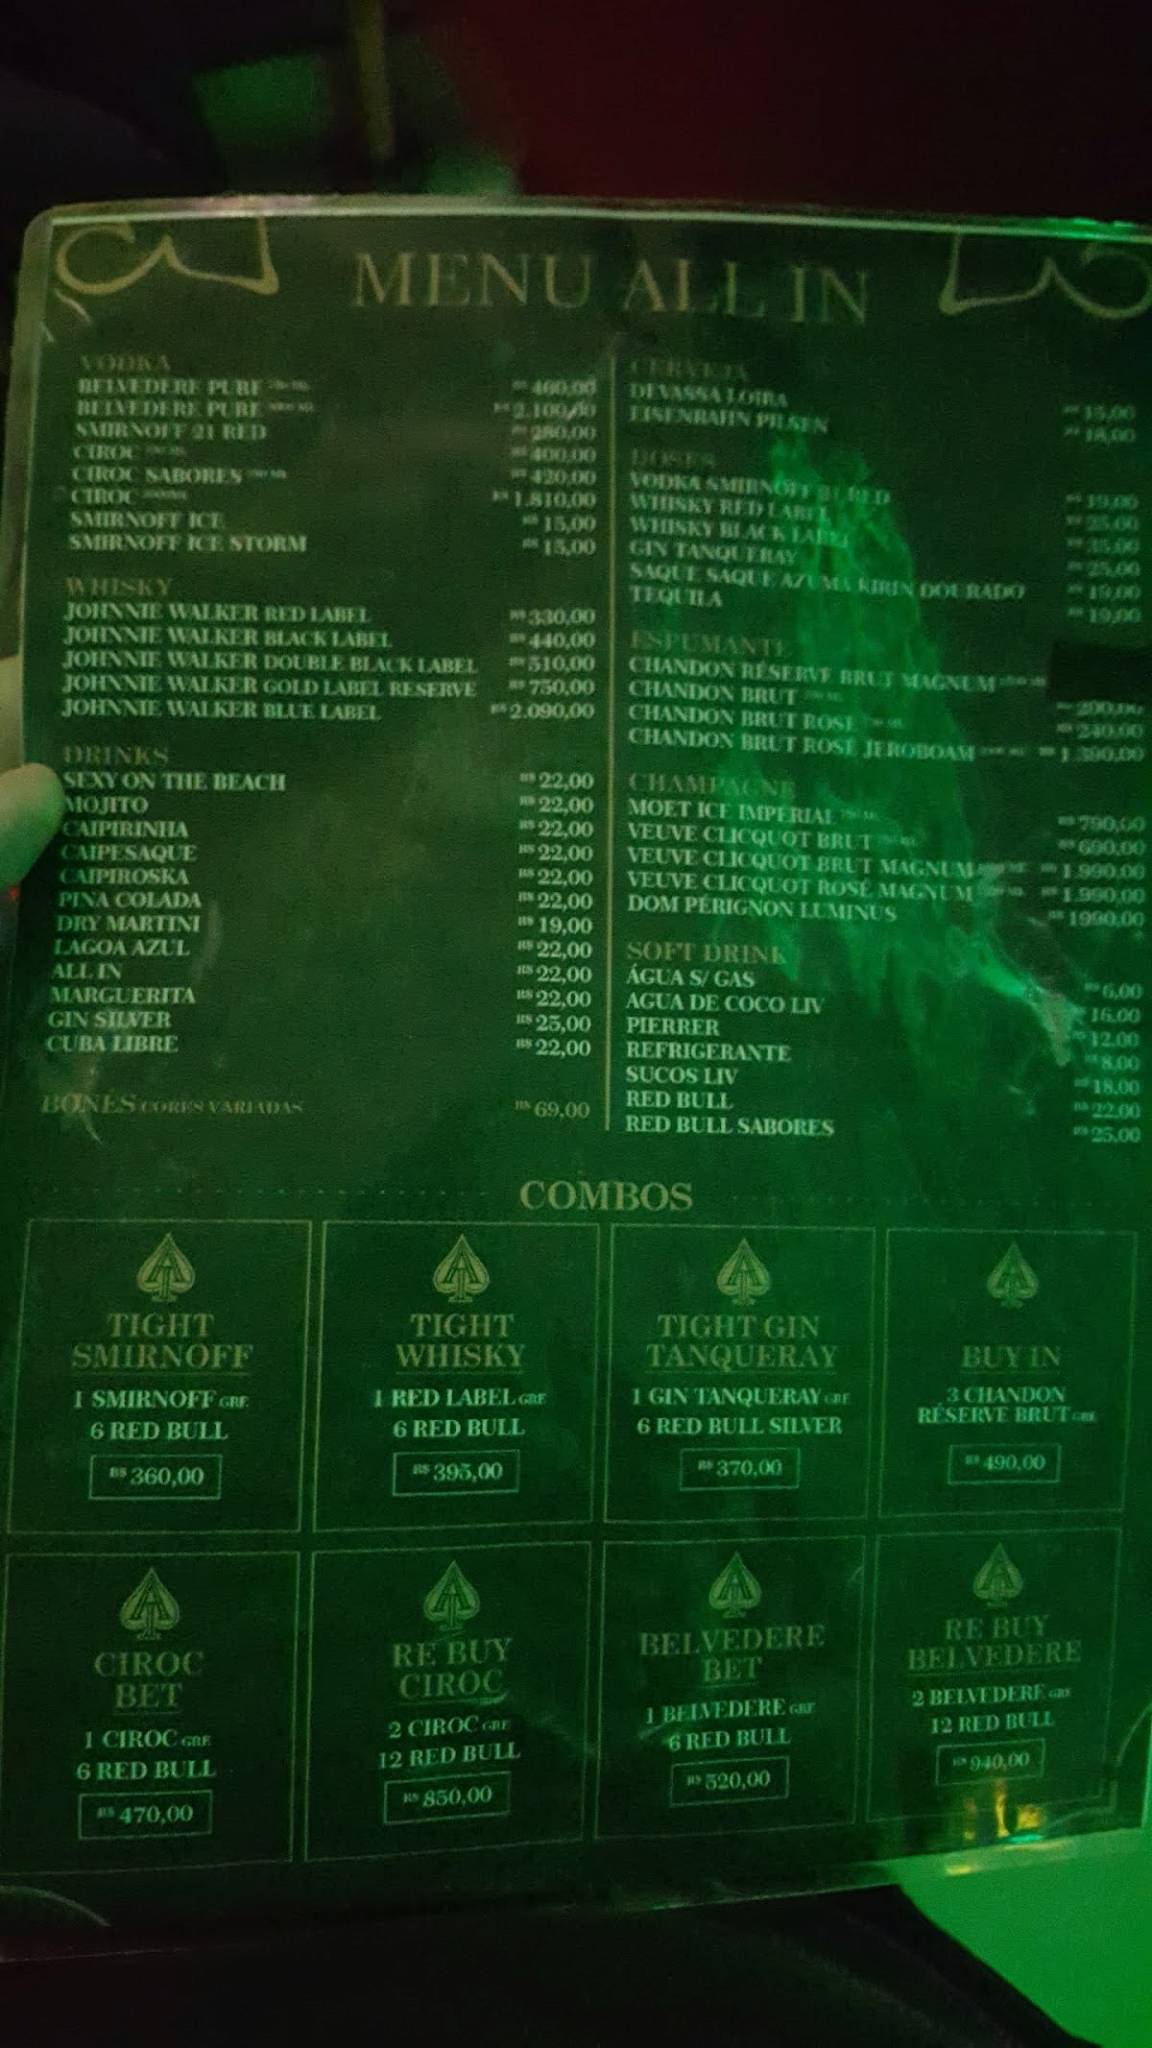 MENU ALL IN
VODKA
BELVEDERE PURE R$ 460,00
BELVEDERE PURE R$ 2.100,00
SMIRNOFF 21 RED R$ 280,00
CIROC R$ 400,00
CIROC SABORES R$ 420,00
CIROC R$ 1.810,00
SMIRNOFF ICE R$ 15,00
SMIRNOFF ICE STORM R$ 15,00
WHISKY
JOHNNIE WALKER RED LABEL R$ 330,00
JOHNNIE WALKER BLACK LABEL R$ 440,00
JOHNNIE WALKER DOUBLE BLACK LABEL R$ 510,00
JOHNNIE WALKER GOLD LABEL RESERVE R$ 750,00
JOHNNIE WALKER BLUE LABEL R$ 2.090,00
DRINKS
SEXY ON THE BEACH R$ 22,00
MOJITO R$ 22,00
CAIPIRINHA R$ 22,00
CAIPESAQUE R$ 22,00
CAIPIROSKA R$ 22,00
PINA COLADA R$ 22,00
DRY MARTINI R$ 19,00
LAGOA AZUL R$ 22,00
ALL IN R$ 22,00
MARGUERITA R$ 22,00
GIN SILVER R$ 25,00
CUBA LIBRE R$ 22,00
BONÉS CORES VARIADAS R$ 69,00
CERVEJA
DEVASSA LOIRA R$ 15,00
EISENBAHN PILSEN R$ 18,00
DOSES
VODKA SMIRNOFF 21 RED R$ 19,00
WHISKY RED LABEL R$ 25,00
WHISKY BLACK LABEL R$ 35,00
GIN TANQUERAY R$ 25,00
SAQUE SAQUE AZUMA KIRIN DOURADO R$ 19,00
TEQUILA R$ 19,00
ESPUMANTE
CHANDON RÉSERVE BRUT MAGNUM
CHANDON BRUT R$ 200,00
CHANDON BRUT ROSÉ R$ 240,00
CHANDON BRUT ROSÉ JEROBOAM R$ 1.390,00
CHAMPAGNE
MOET ICE IMPERIAL R$ 790,00
VEUVE CLICQUOT BRUT R$ 690,00
VEUVE CLICQUOT BRUT MAGNUM R$ 1.990,00
VEUVE CLICQUOT ROSÉ MAGNUM R$ 1.990,00
DOM PÉRIGNON LUMINUS R$ 1990,00
SOFT DRINK
ÁGUA S/ GAS R$ 6,00
AGUA DE COCO LIV R$ 16,00
PIERRER R$ 12,00
REFRIGERANTE R$ 8,00
SUCOS LIV R$ 18,00
RED BULL R$ 22,00
RED BULL SABORES R$ 25,00
COMBOS
TIGHT
SMIRNOFF
1 SMIRNOFF GRF
6 RED BULL
R$ 360,00
TIGHT
WHISKY
1 RED LABEL GRF
6 RED BULL
R$ 395,00
TIGHT GIN
TANQUERAY
1 GIN TANQUERAY GRF
6 RED BULL SILVER
R$ 370,00
BUY IN
3 CHANDON
RÉSERVE BRUT GRF
R$ 490,00
CIROC
BET
1 CIROC GRF
6 RED BULL
R$ 470,00
RE BUY
CIROC
2 CIROC GRF
12 RED BULL
R$ 850,00
BELVEDERE
BET
1 BELVEDERE GRF
6 RED BULL
R$ 520,00
RE BUY
BELVEDERE
2 BELVEDERE GRF
12 RED BULL
R$ 940,00